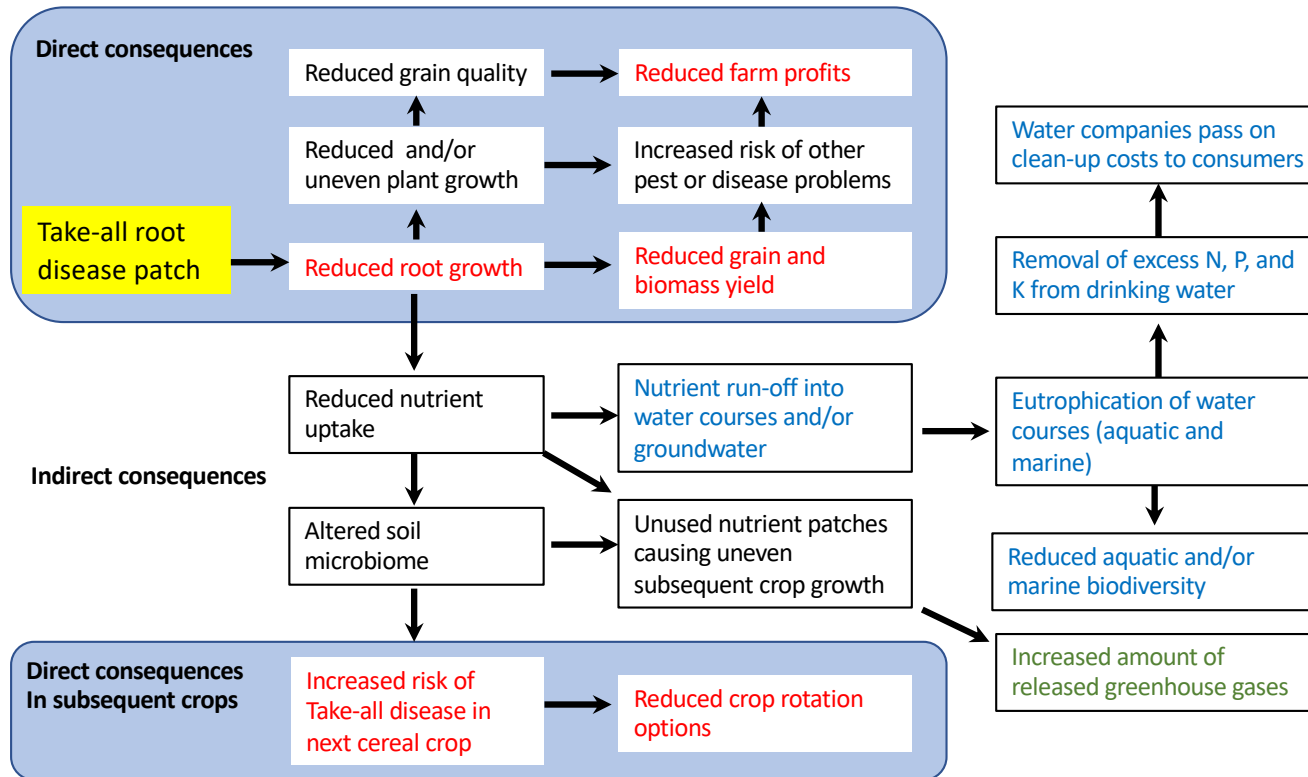 Direct consequences
Reduced grain quality
Reduced farm profits
Reduced and/or
uneven plant growth
Increased risk of other
pest or disease problems
Take-all root
disease patch
Reduced root growth
Reduced grain and
biomass yield
Water companies pass on
clean-up costs to consumers
Removal of excess N, P, and
K from drinking water
Reduced nutrient
uptake
Nutrient run-off into
water courses and/or
groundwater
Eutrophication of water
courses (aquatic and
marine)
Indirect consequences
Altered soil
microbiome
Unused nutrient patches
causing uneven
subsequent crop growth
Reduced aquatic and/or
marine biodiversity
Increased amount of
released greenhouse gases
Direct consequences
In subsequent crops
Increased risk of
Take-all disease in
next cereal crop
Reduced crop rotation
options